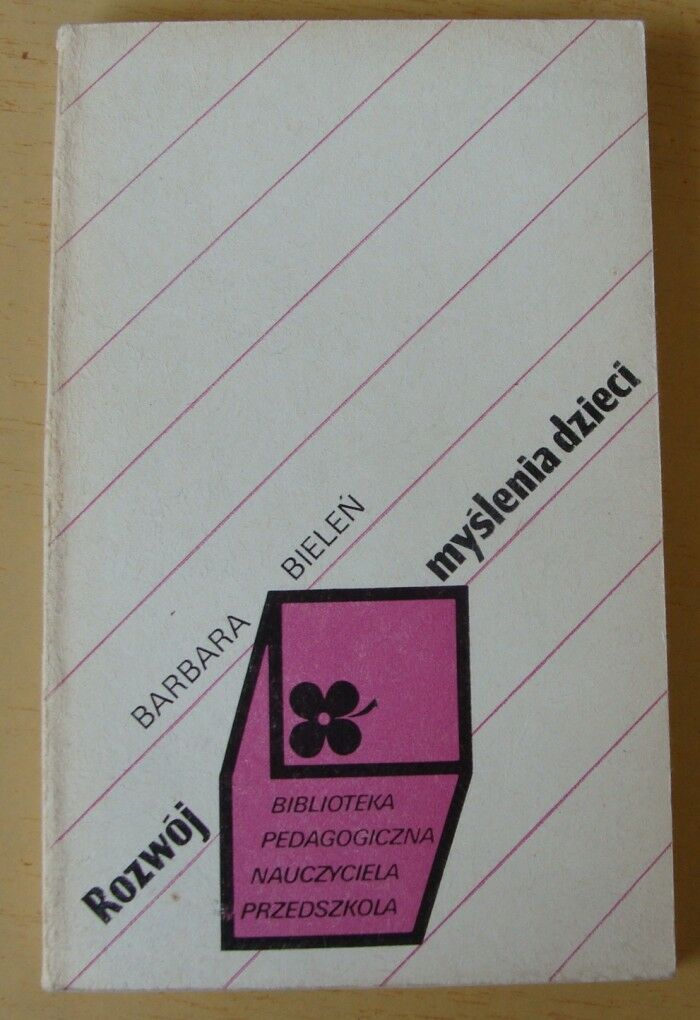 BARBARA BIELEŃ
Rozwój myślenia dzieci
BIBLIOTEKA
PEDAGOGICZNA
NAUCZYCIELA
PRZEDSZKOLA